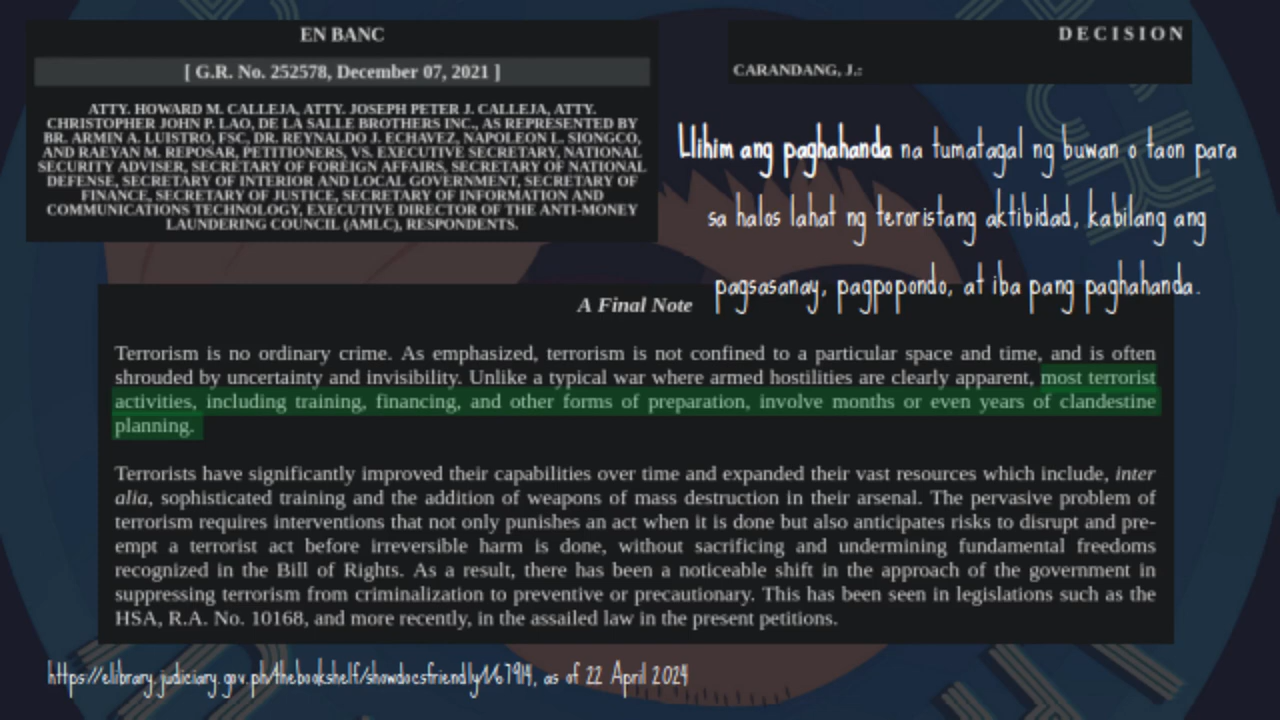 EN BANC
[ G.R. No. 252578, December 07, 2021 ]
ATTY. HOWARD M. CALLEJA, ATTY. JOSEPH PETER J. CALLEJA, ATTY.
CHRISTOPHER JOHN P. LAO, DE LA SALLE BROTHERS INC., AS REPRESENTED BY
BR. ARMIN A. LUISTRO, FSC, DR. REYNALDO J. ECHAVEZ, NAPOLEON L. SIONGCO,
AND RAEYAN M. REPOSAR, PETITIONERS, VS. EXECUTIVE SECRETARY, NATIONAL
SECURITY ADVISER, SECRETARY OF FOREIGN AFFAIRS, SECRETARY OF NATIONAL
DEFENSE, SECRETARY OF INTERIOR AND LOCAL GOVERNMENT, SECRETARY OF
FINANCE, SECRETARY OF JUSTICE, SECRETARY OF INFORMATION AND
COMMUNICATIONS TECHNOLOGY, EXECUTIVE DIRECTOR OF THE ANTI-MONEY
LAUNDERING COUNCIL (AMLC), RESPONDENTS.
DECISION
CARANDANG, J.:
Lihim ang paghahanda na tumatagal ng buwan o taon para
sa halos lahat ng teroristang aktibidad, kabilang ang
pagsasanay, pagpopondo, at iba pang paghahanda.
A Final Note
Terrorism is no ordinary crime. As emphasized, terrorism is not confined to a particular space and time, and is often
shrouded by uncertainty and invisibility. Unlike a typical war where armed hostilities are clearly apparent, most terrorist
activities, including training, financing, and other forms of preparation, involve months or even years of clandestine
planning.
Terrorists have significantly improved their capabilities over time and expanded their vast resources which include, inter
alia, sophisticated training and the addition of weapons of mass destruction in their arsenal. The pervasive problem of
terrorism requires interventions that not only punishes an act when it is done but also anticipates risks to disrupt and pre-
empt a terrorist act before irreversible harm is done, without sacrificing and undermining fundamental freedoms
recognized in the Bill of Rights. As a result, there has been a noticeable shift in the approach of the government in
suppressing terrorism from criminalization to preventive or precautionary. This has been seen in legislations such as the
HSA, R.A. No. 10168, and more recently, in the assailed law in the present petitions.
https://elibrary.judiciary.gov.ph/thebookshelf/showdocsfriendly/1/67914, as of 22 April 2024